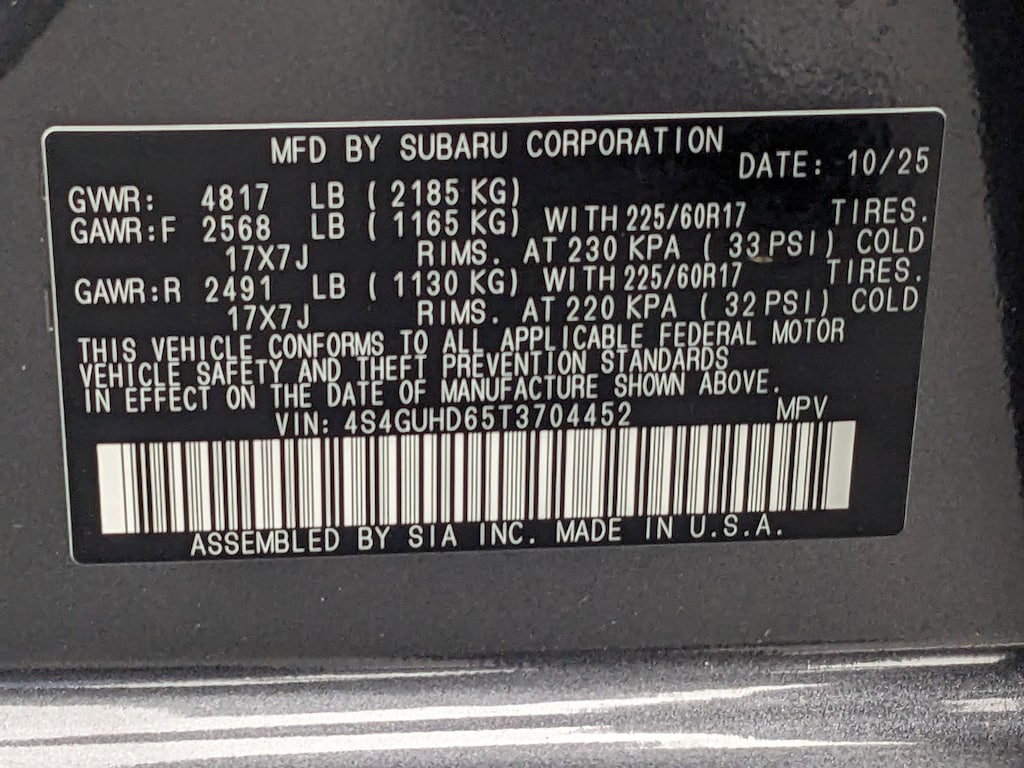 MFD BY SUBARU CORPORATION
DATE: 10/25
GVWR: 4817 LB ( 2185 KG)
GAWR:F 2568 LB ( 1165 KG) WITH 225/60R17 TIRES.
17X7J RIMS. AT 230 KPA ( 33 PSI) COLD
GAWR:R 2491 LB ( 1130 KG) WITH 225/60R17 TIRES.
17X7J RIMS. AT 220 KPA ( 32 PSI) COLD
THIS VEHICLE CONFORMS TO ALL APPLICABLE FEDERAL MOTOR
VEHICLE SAFETY AND THEFT PREVENTION STANDARDS
IN EFFECT ON THE DATE OF MANUFACTURE SHOWN ABOVE.
VIN: 4S4GUHD65T3704452 MPV
ASSEMBLED BY SIA INC. MADE IN U.S.A.